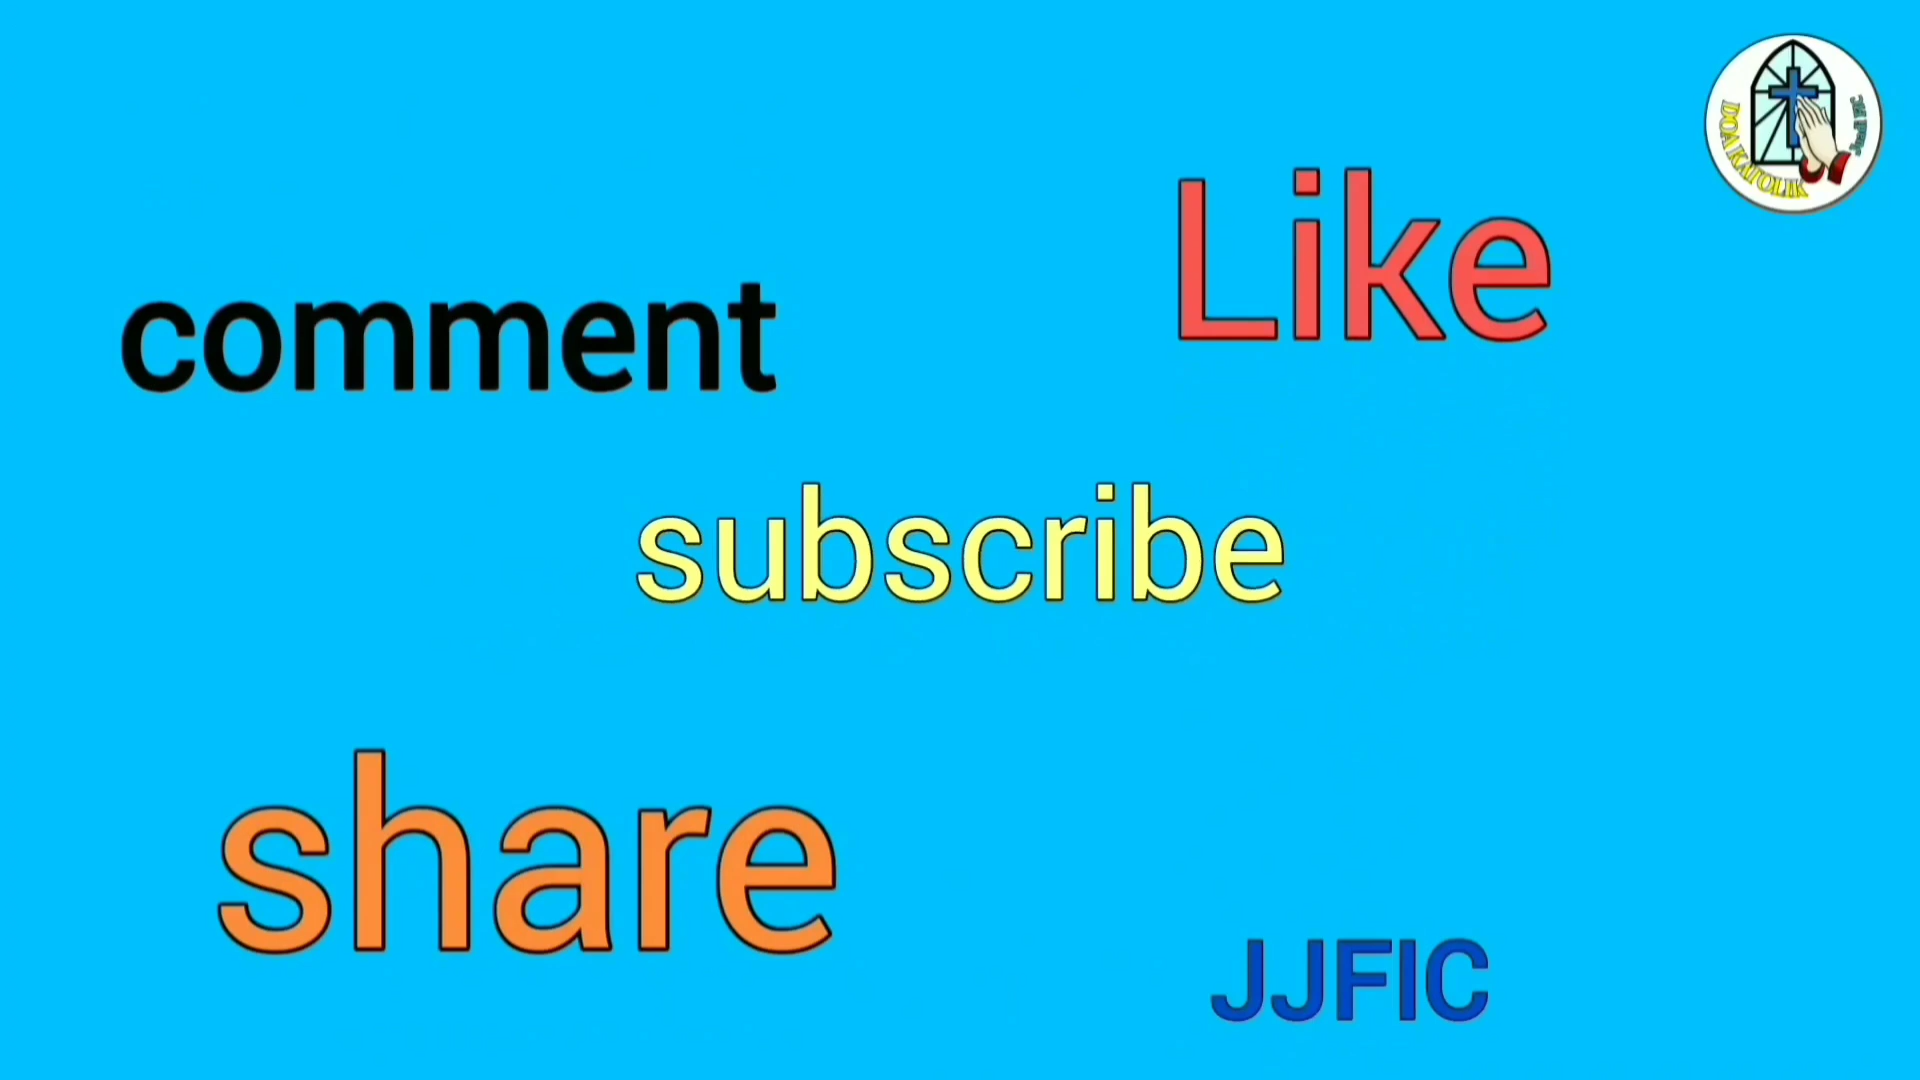 Like
comment
subscribe
share
JJFIC
DOA KATOLIK